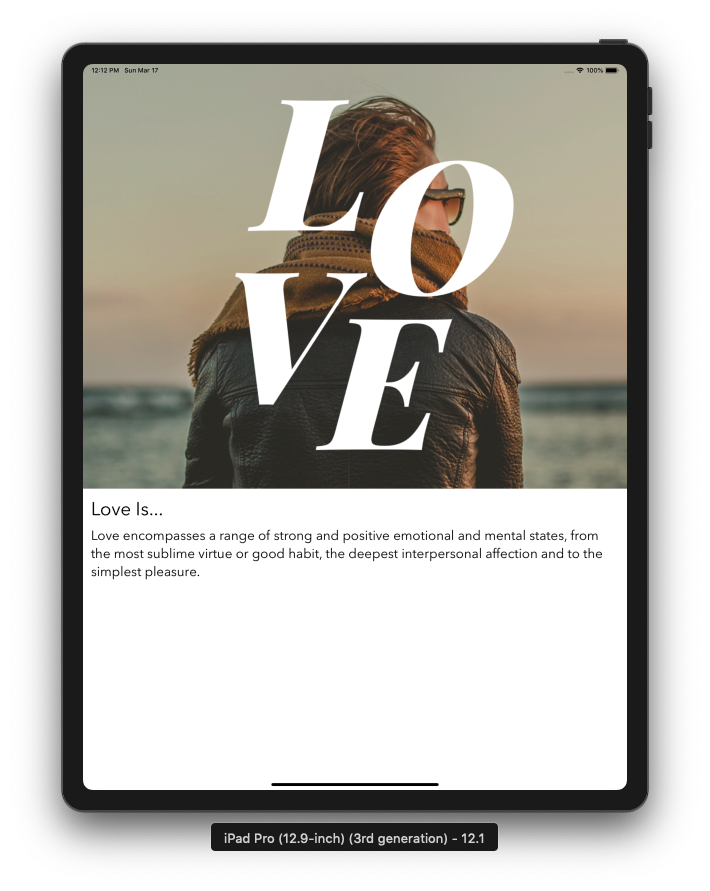 12:12 PM Sun Mar 17
100%
L
O
V
E
Love Is...
Love encompasses a range of strong and positive emotional and mental states, from
the most sublime virtue or good habit, the deepest interpersonal affection and to the
simplest pleasure.
iPad Pro (12.9-inch) (3rd generation) - 12.1